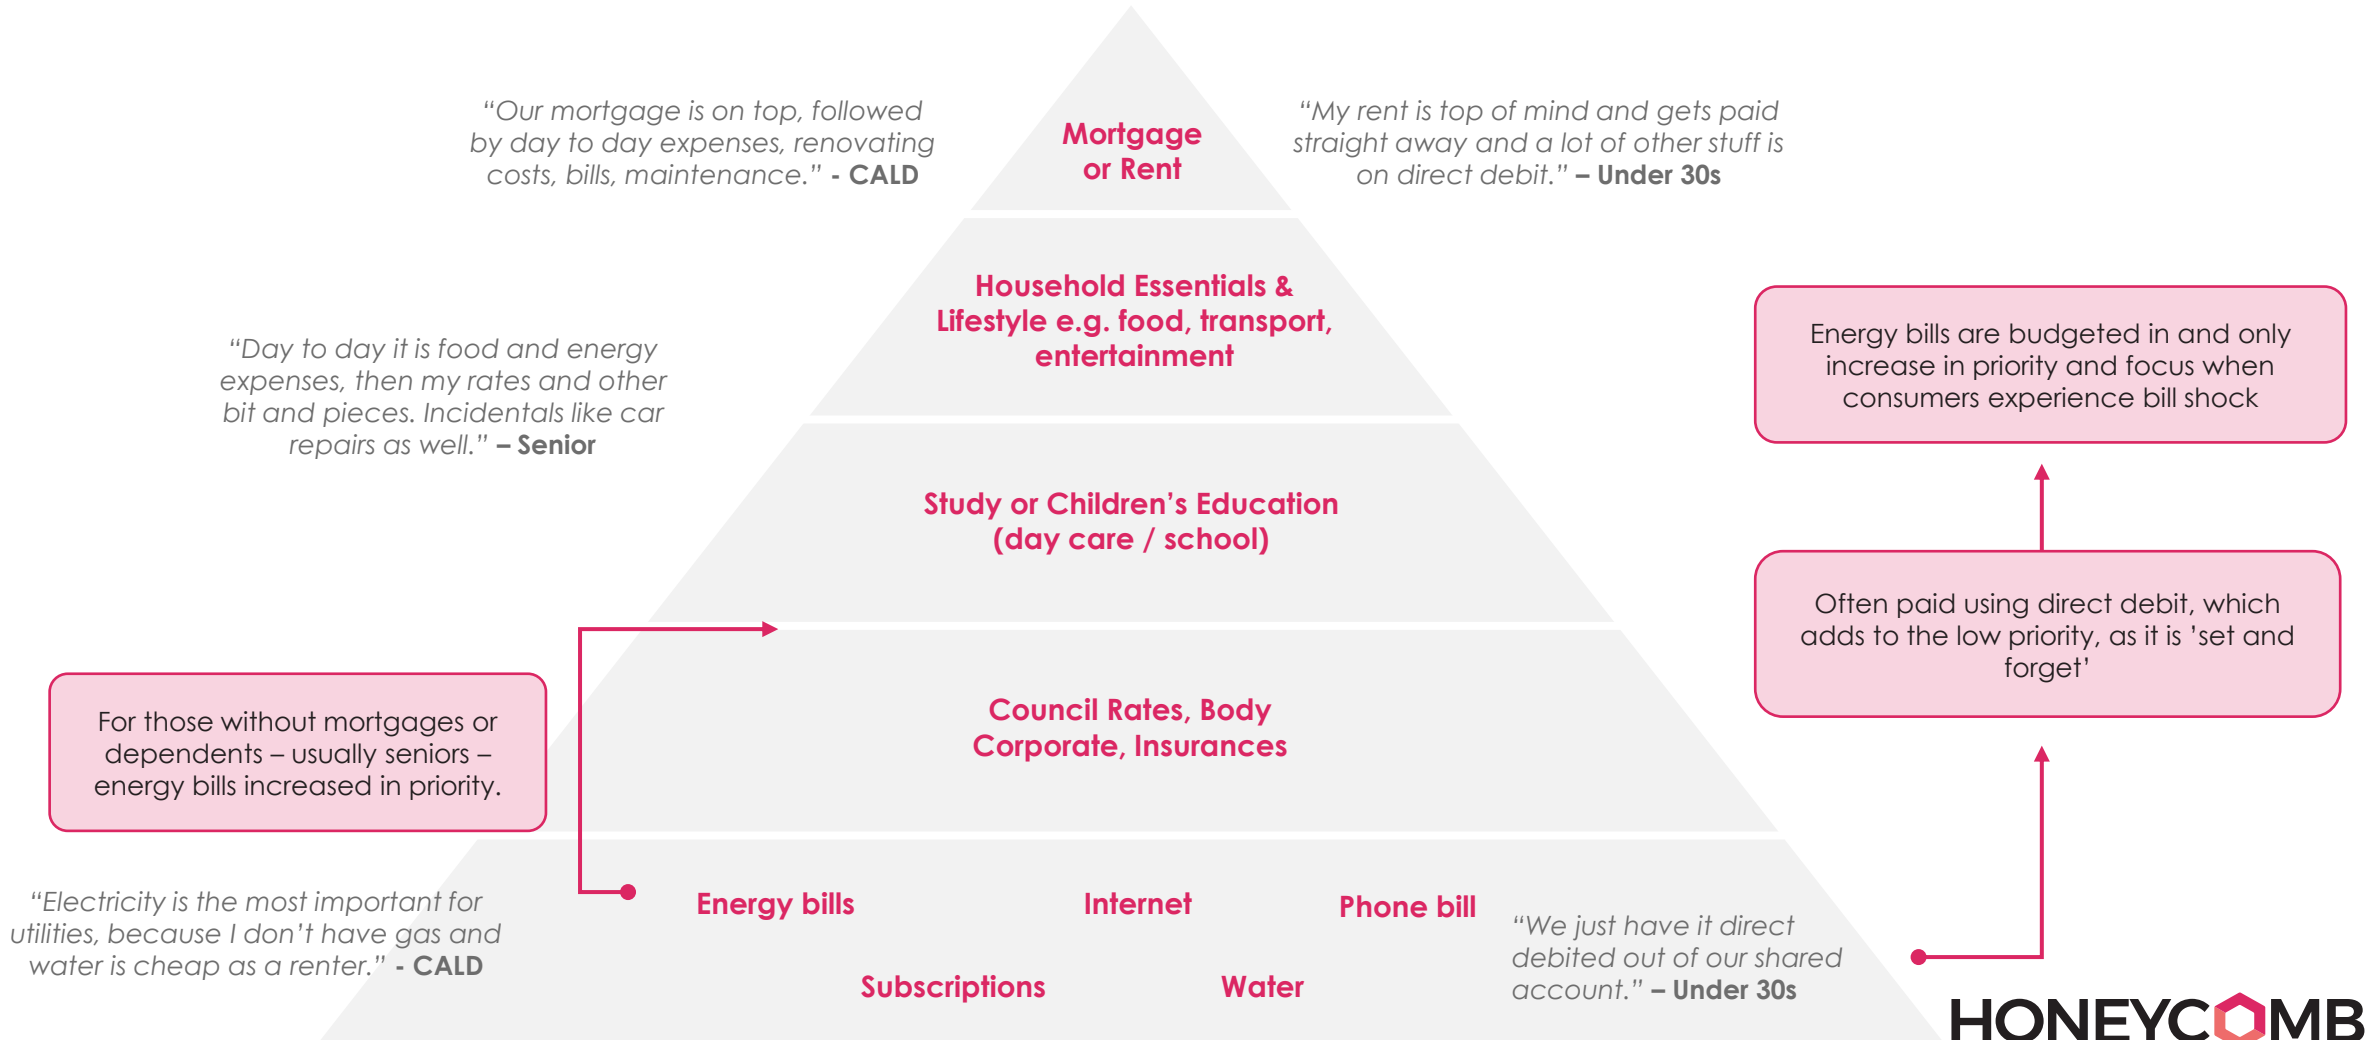 “Our mortgage is on top, followed
by day to day expenses, renovating
costs, bills, maintenance.” - CALD
Mortgage
or Rent
“My rent is top of mind and gets paid
straight away and a lot of other stuff is
on direct debit.” – Under 30s
Household Essentials &
Lifestyle e.g. food, transport,
entertainment
“Day to day it is food and energy
expenses, then my rates and other
bit and pieces. Incidentals like car
repairs as well.” – Senior
Energy bills are budgeted in and only
increase in priority and focus when
consumers experience bill shock
Study or Children’s Education
(day care / school)
Often paid using direct debit, which
adds to the low priority, as it is ’set and
forget’
For those without mortgages or
dependents – usually seniors –
energy bills increased in priority.
Council Rates, Body
Corporate, Insurances
“Electricity is the most important for
utilities, because I don’t have gas and
water is cheap as a renter.” - CALD
Energy bills
Internet
Phone bill
Subscriptions
Water
“We just have it direct
debited out of our shared
account.” – Under 30s
HONEYCOMB